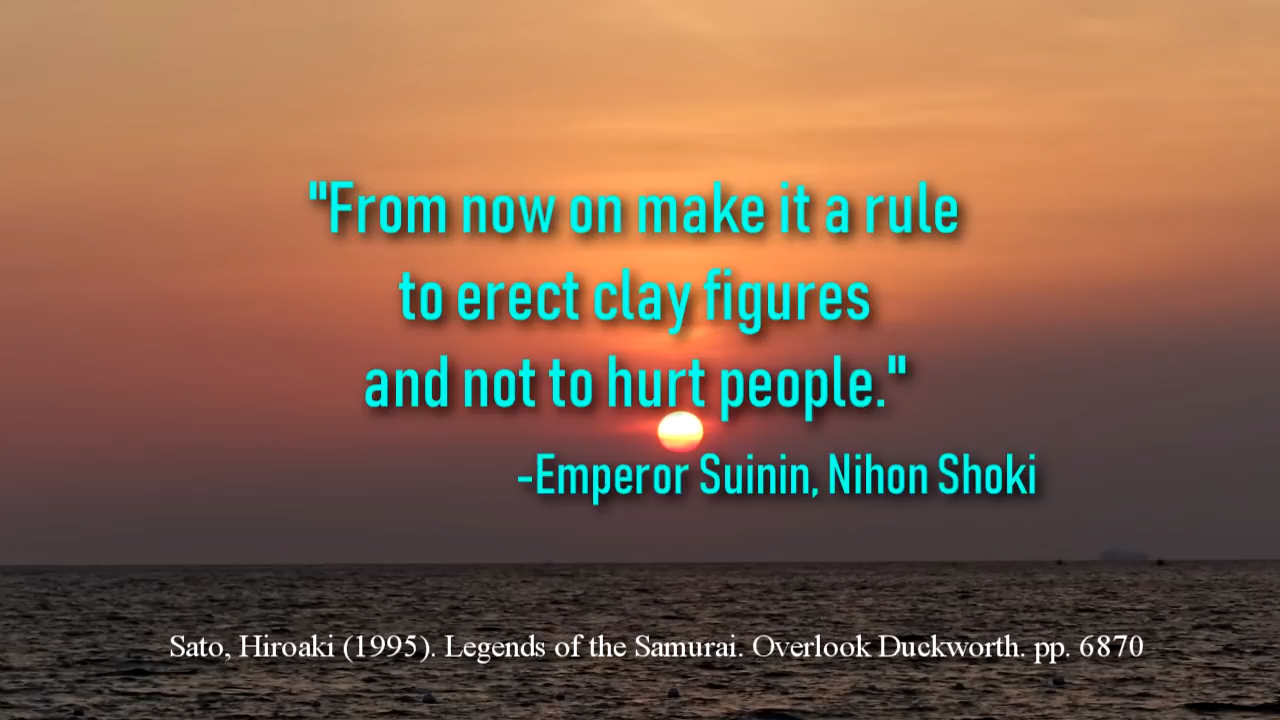 "From now on make it a rule
to erect clay figures
and not to hurt people."
-Emperor Suinin, Nihon Shoki
Sato, Hiroaki (1995). Legends of the Samurai. Overlook Duckworth. pp. 6870